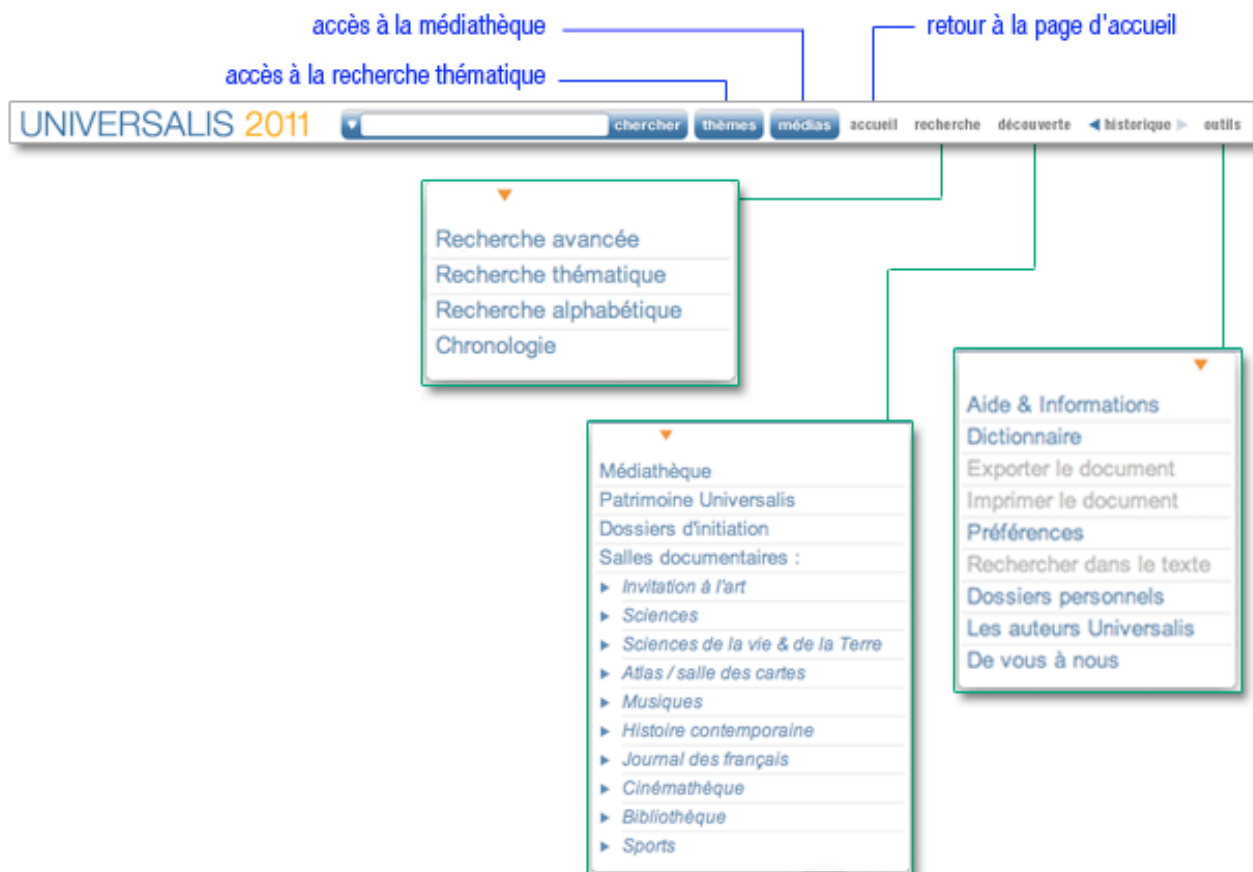 accès à la médiathèque
retour à la page d'accueil
accès à la recherche thématique
UNIVERSALIS 2011 chercher thèmes médias accueil recherche découverte historique outils
Recherche avancée
Recherche thématique
Recherche alphabétique
Chronologie
Médiathèque
Patrimoine Universalis
Dossiers d'initiation
Salles documentaires :
Invitation à l'art
Sciences
Sciences de la vie & de la Terre
Atlas / salle des cartes
Musiques
Histoire contemporaine
Journal des français
Cinémathèque
Bibliothèque
Sports
Aide & Informations
Dictionnaire
Exporter le document
Imprimer le document
Préférences
Rechercher dans le texte
Dossiers personnels
Les auteurs Universalis
De vous à nous